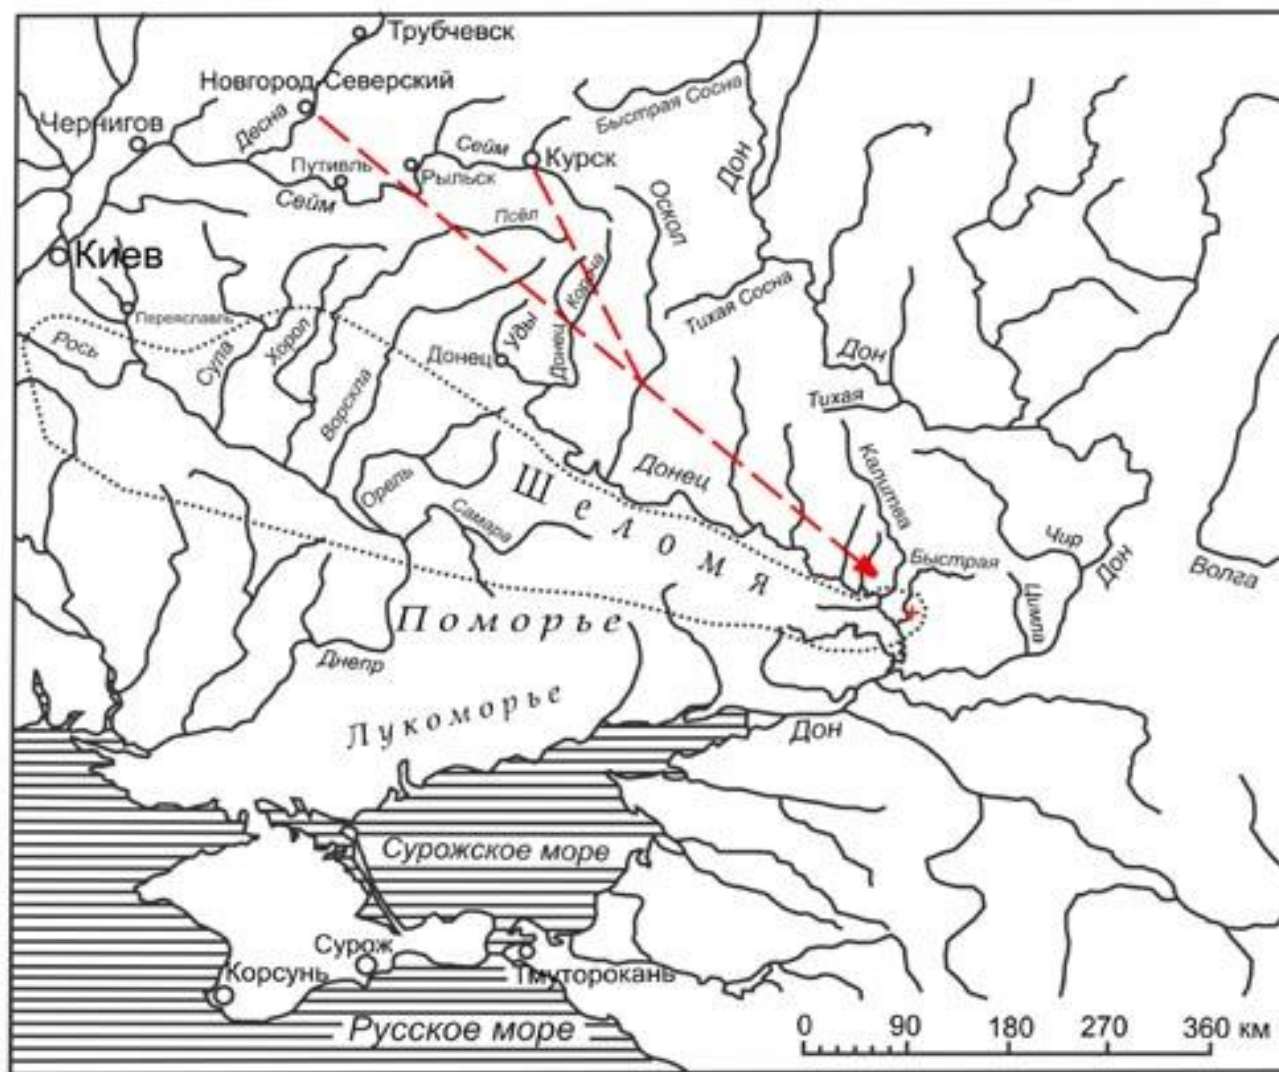 Трубчевск
Новгород-Северский
Быстрая Сосна
Десна
Чернигов
Сейм
Курск
Дон
Путивль
Рыльск
Сейм
Оскол
Псёл
Киев
Короча
Тихая Сосна
Переяславль
Рось
Сула
Хорол
Уды
Донец
Донец
Дон
Ворскла
Тихая
Донец
Калитва
Орель
Шеломя
Самара
Чир
Быстрая
Дон
Волга
Цимла
Поморье
Днепр
Лукоморье
Дон
Сурожское море
Сурож
Корсунь
Тмуторокань
Русское море
0 90 180 270 360 км